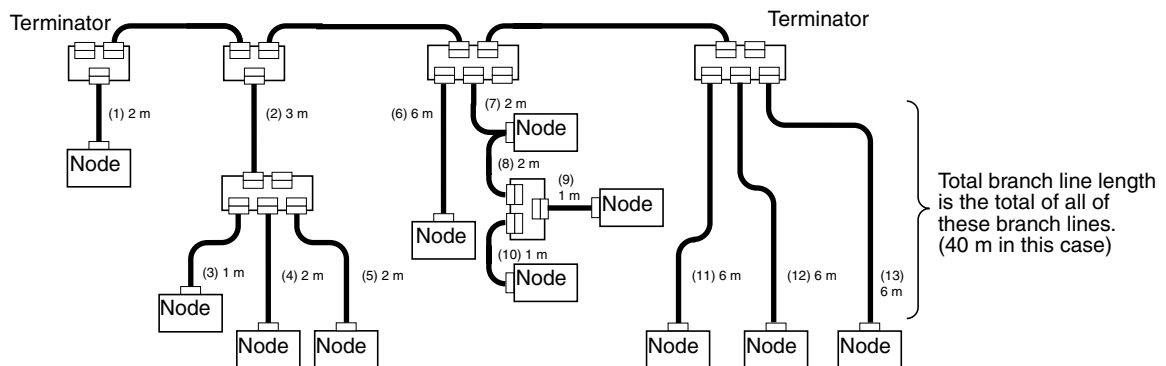 Terminator
Terminator
(1) 2 m
(2) 3 m
(6) 6 m
(7) 2 m
Node
Node
(8) 2 m
(9)
1 m
Node
Node
(10) 1 m
Node
(3) 1 m
(4) 2 m
(5) 2 m
Node
Node
Node
(11) 6 m
(12) 6 m
(13)
6 m
Node
Node
Node
Total branch line length
is the total of all of
these branch lines.
(40 m in this case)